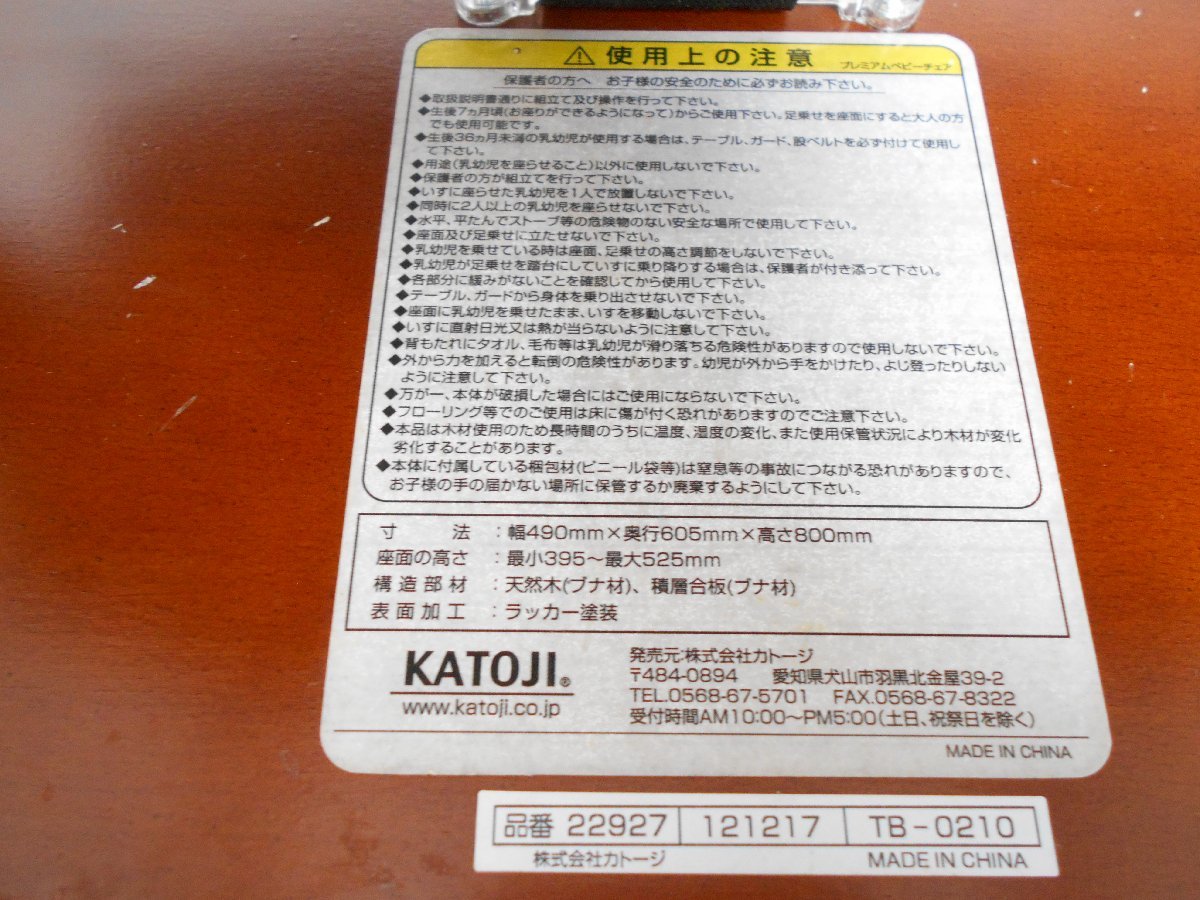 ⚠使用上の注意 プレミアムベビーチェア
保護者の方へ お子様の安全のために必ずお読み下さい。
◆取扱説明書通りに組立て及び操作を行って下さい。
◆生後7ヵ月頃(お座りができるようになって)からご使用下さい。足乗せを座面にすると大人の方
でも使用可能です。
◆生後36ヵ月未満の乳幼児が使用する場合は、テーブル、ガード、股ベルトを必ず付けて使用し
て下さい。
◆用途(乳幼児を座らせること)以外に使用しないで下さい。
◆保護者の方が組立てを行って下さい。
◆いすに座らせた乳幼児を1人で放置しないで下さい。
◆同時に2人以上の乳幼児を座らせないで下さい。
◆水平、平たんでストーブ等の危険物のない安全な場所で使用して下さい。
◆座面及び足乗せに立たせないで下さい。
◆乳幼児を乗せている時は座面、足乗せの高さ調節をしないで下さい。
◆乳幼児が足乗せを踏台にしていすに乗り降りする場合は、保護者が付き添って下さい。
◆各部分に緩みがないことを確認してから使用して下さい。
◆テーブル、ガードから身体を乗り出させないで下さい。
◆座面に乳幼児を乗せたまま、いすを移動しないで下さい。
◆いすに直射日光又は熱が当らないように注意して下さい。
◆背もたれにタオル、毛布等は乳幼児が滑り落ちる危険性がありますので使用しないで下さい。
◆外から力を加えると転倒の危険性があります。幼児が外から手をかけたり、よじ登ったりしない
ように注意して下さい。
◆万が一、本体が破損した場合にはご使用にならないで下さい。
◆フローリング等でのご使用は床に傷が付く恐れがありますのでご注意下さい。
◆本品は木材使用のため長時間のうちに温度、湿度の変化、また使用保管状況により木材が変化
劣化することがあります。
◆本体に付属している梱包材(ビニール袋等)は窒息等の事故につながる恐れがありますので、
お子様の手の届かない場所に保管するか廃棄するようにして下さい。
寸 法 :幅490mm×奥行605mm×高さ800mm
座面の高さ :最小395〜最大525mm
構造部材 :天然木(ブナ材)、積層合板(ブナ材)
表面加工 :ラッカー塗装
KATOJI®
www.katoji.co.jp
発売元:株式会社カトージ
〒484-0894 愛知県犬山市羽黒北金屋39-2
TEL.0568-67-5701 FAX.0568-67-8322
受付時間AM10:00〜PM5:00(土日、祝祭日を除く)
MADE IN CHINA
品番 22927 121217 TB-0210
株式会社カトージ MADE IN CHINA